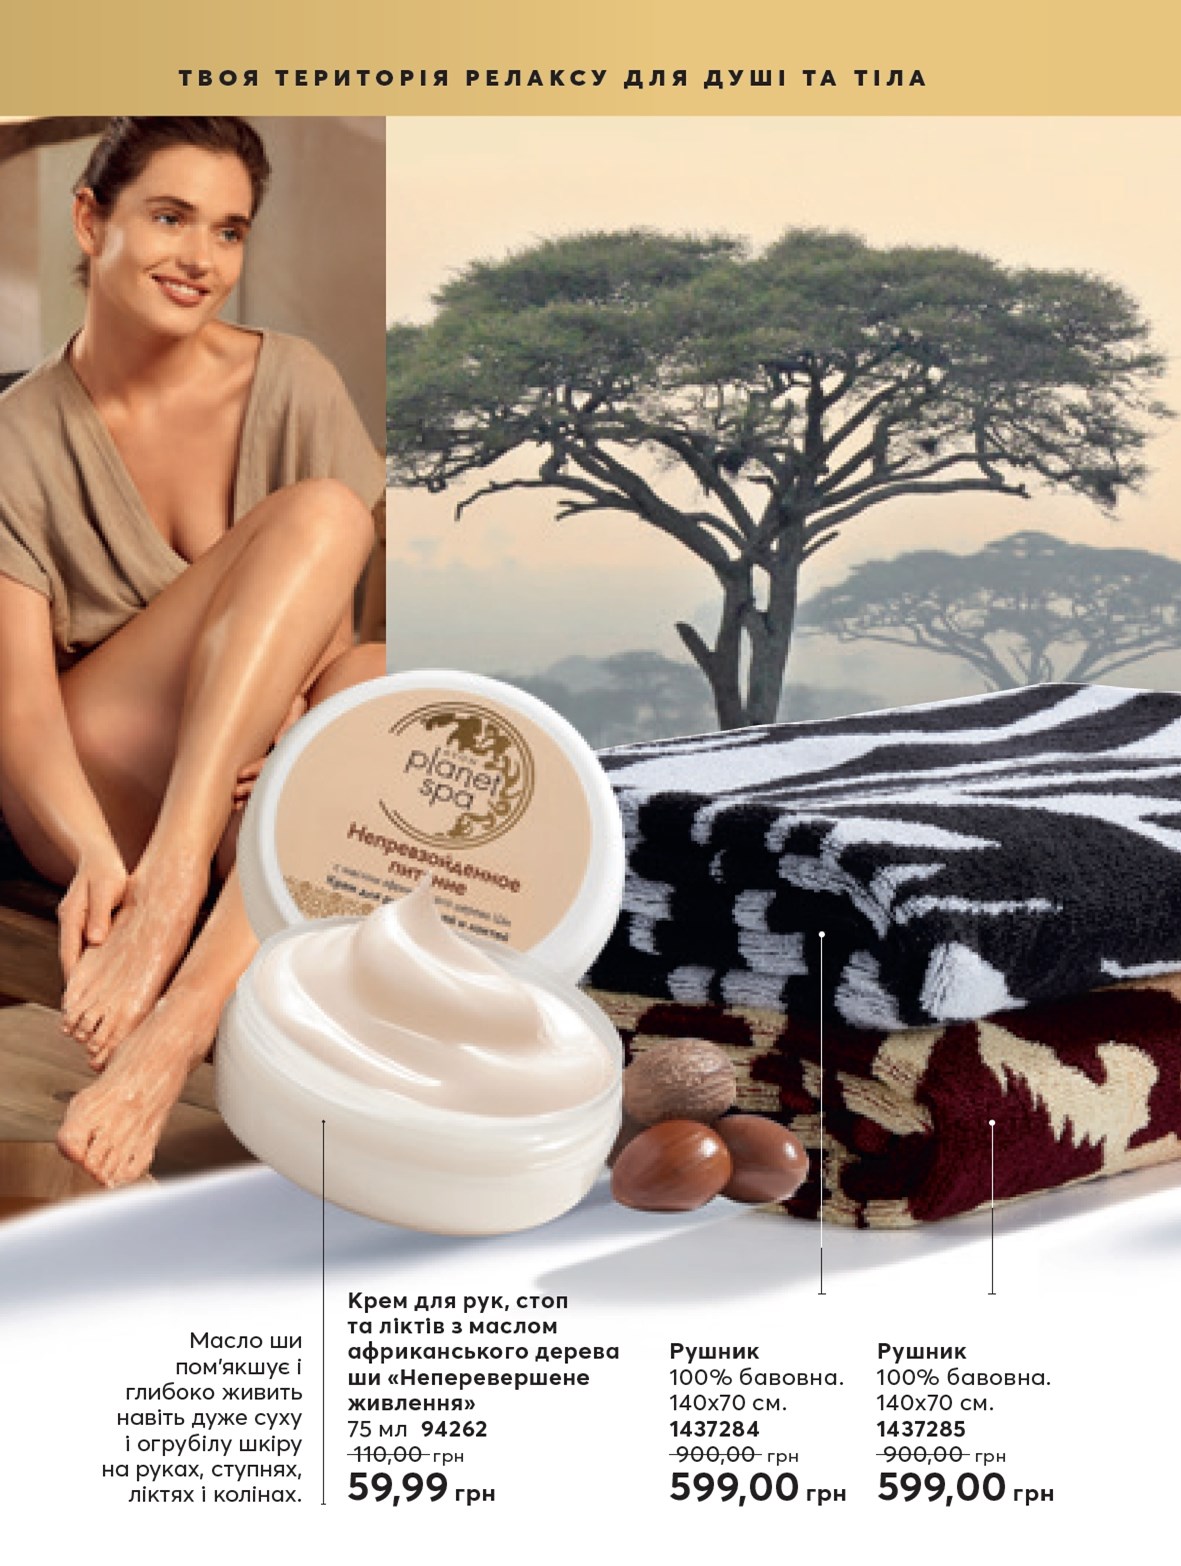 ТВОЯ ТЕРИТОРІЯ РЕЛАКСУ ДЛЯ ДУШІ ТА ТІЛА
AVON
planet
spa
Непревзойденное
питание
Масло ши
пом'якшує і
глибоко живить
навіть дуже суху
і огрубілу шкіру
на руках, ступнях,
ліктях і колінах.
Крем для рук, стоп
та ліктів з маслом
африканського дерева
ши «Неперевершене
живлення»
75 мл 94262
110,00 грн
59,99 грн
Рушник
100% бавовна.
140х70 см.
1437284
900,00 грн
599,00 грн
Рушник
100% бавовна.
140х70 см.
1437285
900,00 грн
599,00 грн